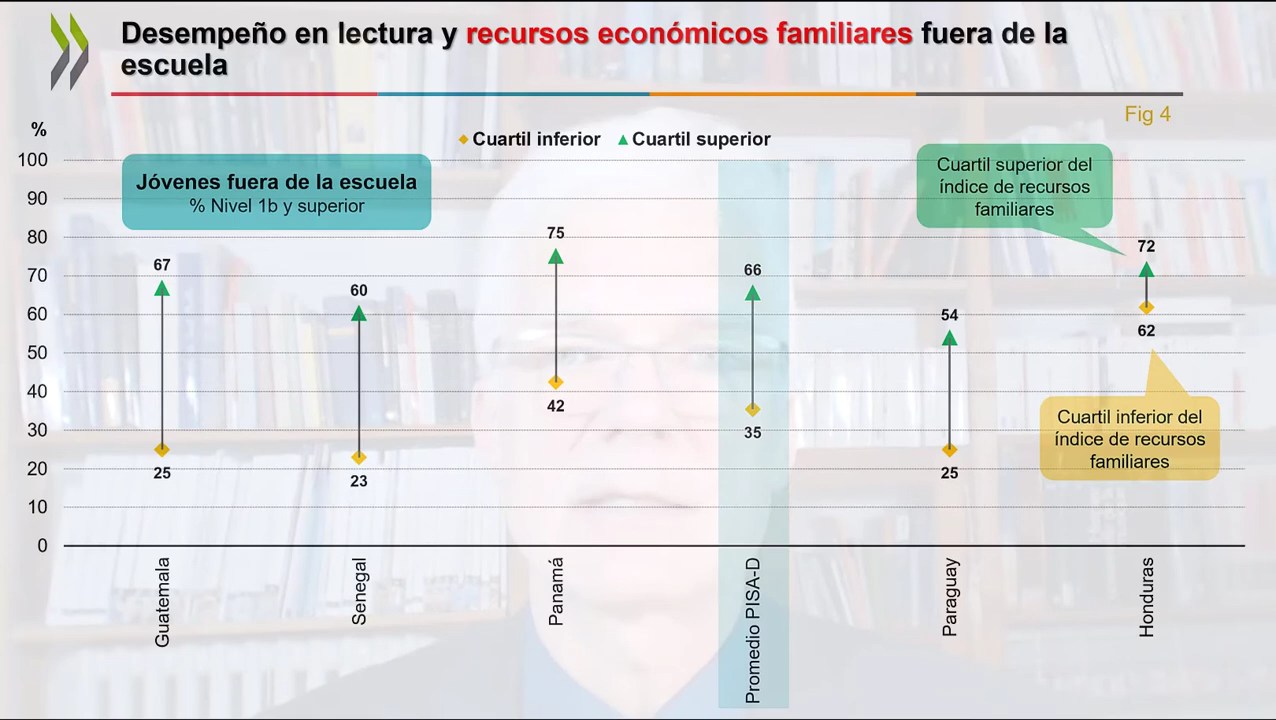 Desempeño en lectura y recursos económicos familiares fuera de la
escuela
Fig 4
%
Cuartil inferior
Cuartil superior
100
90
80
70
60
50
40
30
20
10
0
Jóvenes fuera de la escuela
% Nivel 1b y superior
Cuartil superior del
índice de recursos
familiares
67
25
60
23
75
42
66
35
54
25
72
62
Cuartil inferior del
índice de recursos
familiares
Guatemala
Senegal
Panamá
Promedio PISA-D
Paraguay
Honduras